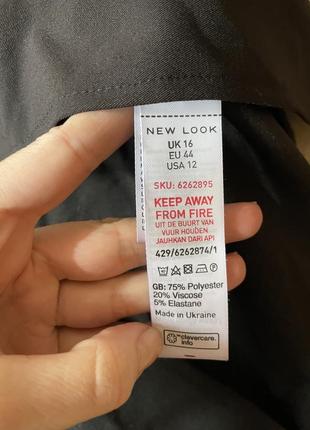 NEW LOOK
UK 16
EU 44
USA 12
SKU: 6262895
KEEP AWAY
FROM FIRE
UIT DE BUURT VAN
VUUR HOUDEN
JAUHKAN DARI API
429/6262874/1
GB: 75% Polyester
20% Viscose
5% Elastane
Made in Ukraine
clevercare.
info